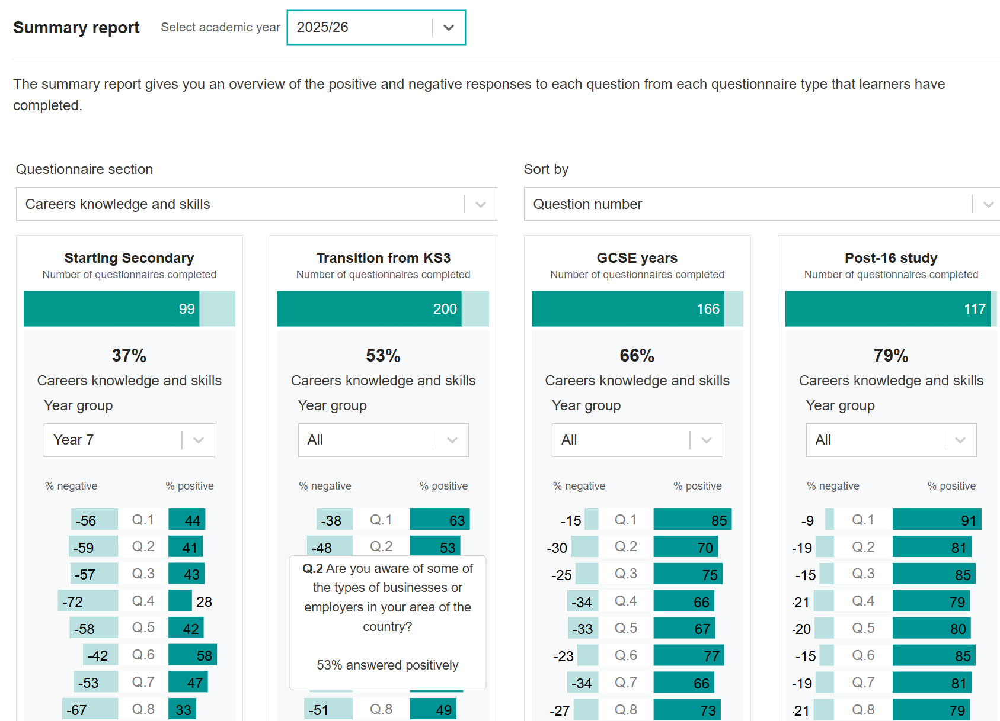 Summary report
Select academic year
2025/26
The summary report gives you an overview of the positive and negative responses to each question from each questionnaire type that learners have
completed.
Questionnaire section
Careers knowledge and skills
Sort by
Question number
Starting Secondary
Number of questionnaires completed
99
37%
Careers knowledge and skills
Year group
Year 7
% negative % positive
-56 Q.1 44
-59 Q.2 41
-57 Q.3 43
-72 Q.4 28
-58 Q.5 42
-42 Q.6 58
-53 Q.7 47
-67 Q.8 33
Transition from KS3
Number of questionnaires completed
200
53%
Careers knowledge and skills
Year group
All
% negative % positive
-38 Q.1 63
-48 Q.2 53
Q.2 Are you aware of some of
the types of businesses or
employers in your area of the
country?
53% answered positively
-51 Q.8 49
GCSE years
Number of questionnaires completed
166
66%
Careers knowledge and skills
Year group
All
% negative % positive
-15 Q.1 85
-30 Q.2 70
-25 Q.3 75
-34 Q.4 66
-33 Q.5 67
-23 Q.6 77
-34 Q.7 66
-27 Q.8 73
Post-16 study
Number of questionnaires completed
117
79%
Careers knowledge and skills
Year group
All
% negative % positive
-9 Q.1 91
-19 Q.2 81
-15 Q.3 85
-21 Q.4 79
-20 Q.5 80
-15 Q.6 85
-19 Q.7 81
-21 Q.8 79